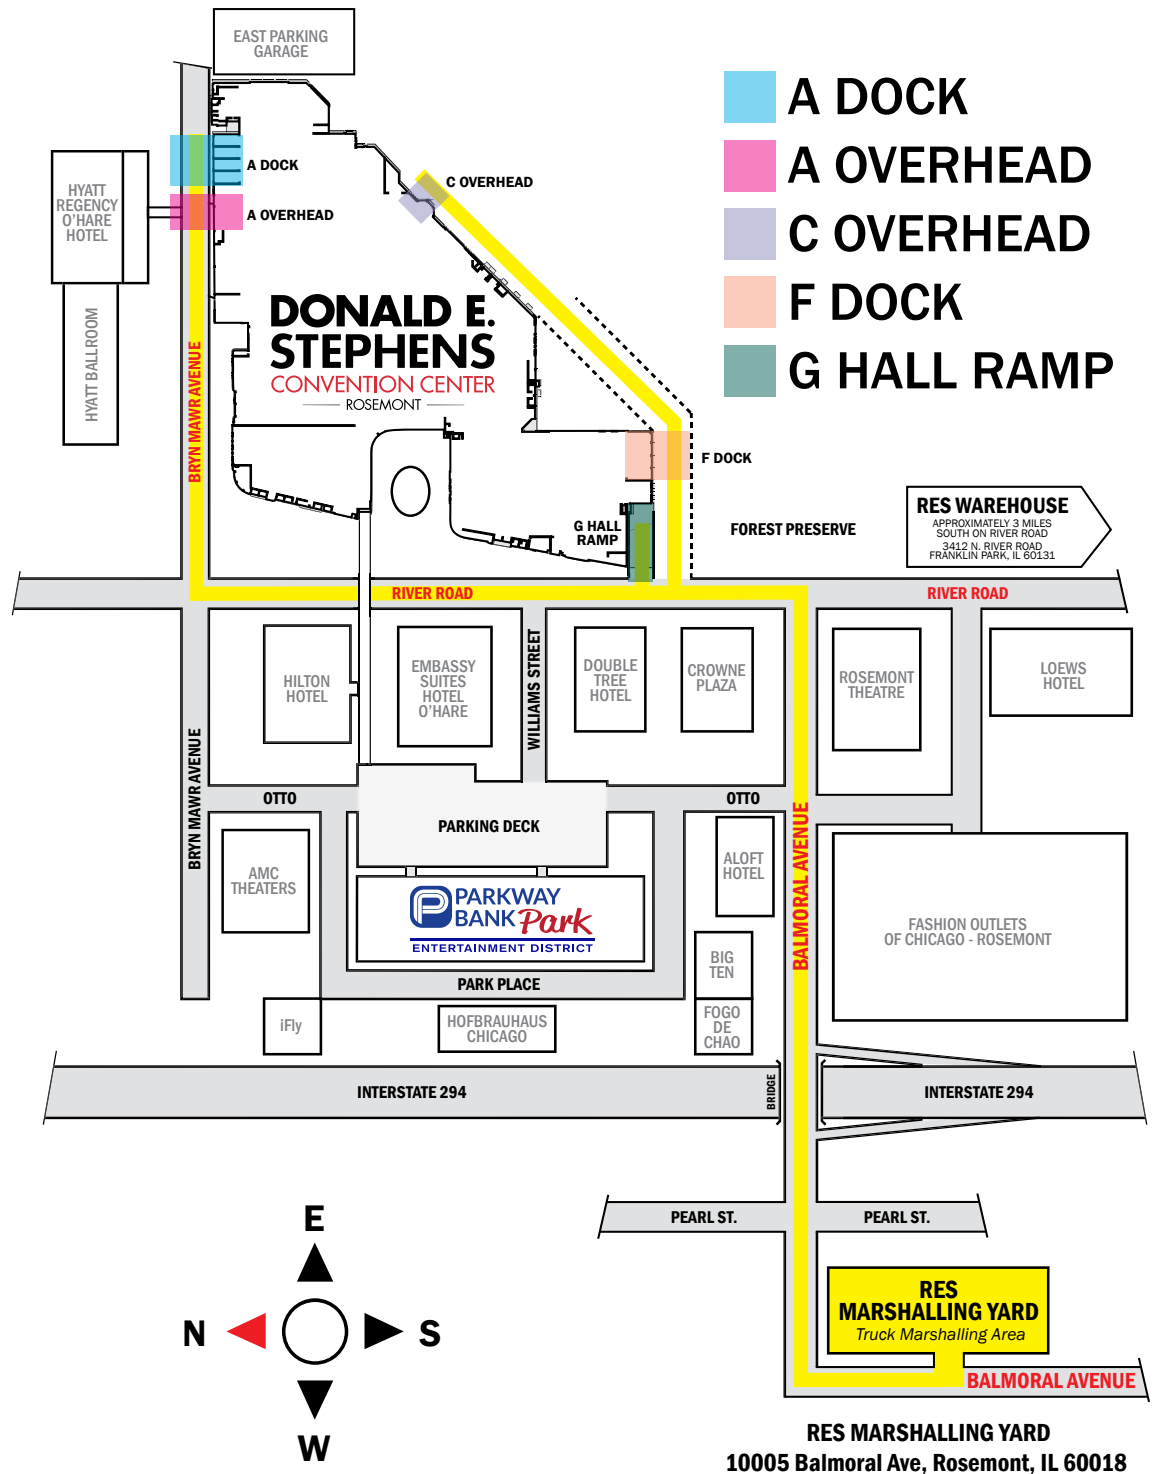 EAST PARKING
GARAGE
A DOCK
A OVERHEAD
C OVERHEAD
F DOCK
G HALL RAMP
A DOCK
A OVERHEAD
C OVERHEAD
HYATT
REGENCY
O'HARE
HOTEL
HYATT BALLROOM
BRYN MAWR AVENUE
DONALD E.
STEPHENS
CONVENTION CENTER
ROSEMONT
F DOCK
G HALL
RAMP
FOREST PRESERVE
RES WAREHOUSE
APPROXIMATELY 3 MILES
SOUTH ON RIVER ROAD
3412 N. RIVER ROAD
FRANKLIN PARK, IL 60131
RIVER ROAD
RIVER ROAD
HILTON
HOTEL
EMBASSY
SUITES
HOTEL
O'HARE
WILLIAMS STREET
DOUBLE
TREE
HOTEL
CROWNE
PLAZA
ROSEMONT
THEATRE
LOEWS
HOTEL
BRYN MAWR AVENUE
OTTO
PARKING DECK
OTTO
BALMORAL AVENUE
AMC
THEATERS
PARKWAY
BANK Park
ENTERTAINMENT DISTRICT
ALOFT
HOTEL
FASHION OUTLETS
OF CHICAGO - ROSEMONT
BIG
TEN
PARK PLACE
iFly
HOFBRAUHAUS
CHICAGO
FOGO
DE
CHAO
INTERSTATE 294
BRIDGE
INTERSTATE 294
PEARL ST.
PEARL ST.
E
N
S
W
RES
MARSHALLING YARD
Truck Marshalling Area
BALMORAL AVENUE
RES MARSHALLING YARD
10005 Balmoral Ave, Rosemont, IL 60018